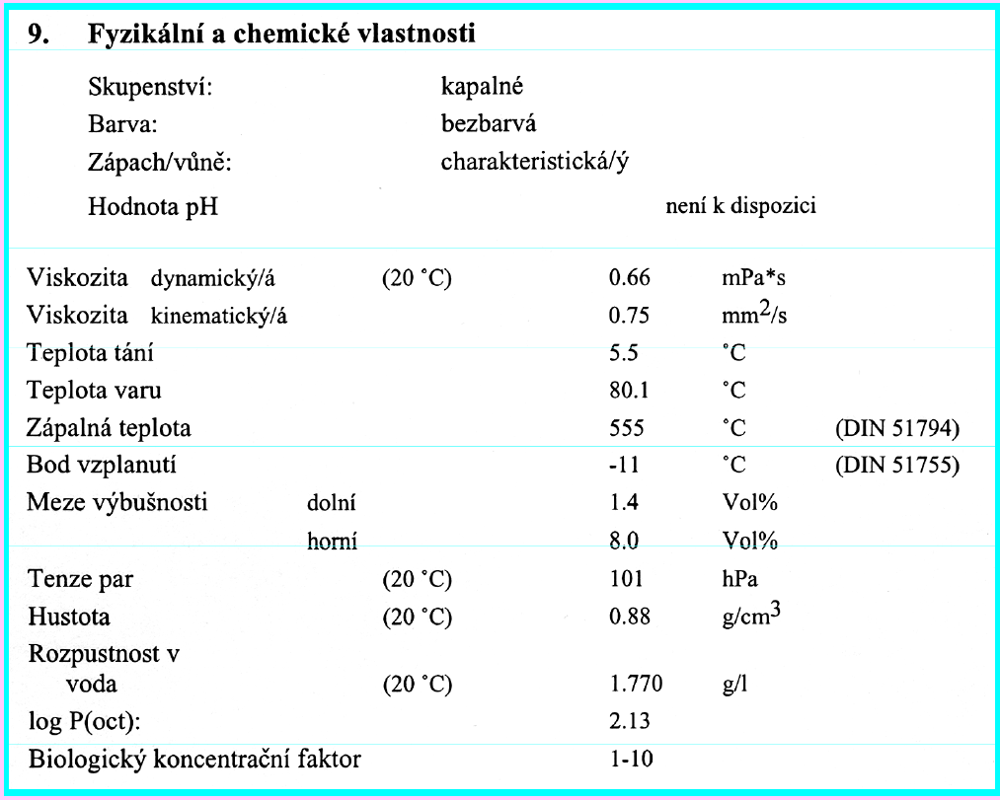 9. Fyzikální a chemické vlastnosti
Skupenství: kapalné
Barva: bezbarvá
Zápach/vůně: charakteristická/ý
Hodnota pH není k dispozici
Viskozita dynamický/á (20 °C) 0.66 mPa*s
Viskozita kinematický/á 0.75 mm²/s
Teplota tání 5.5 °C
Teplota varu 80.1 °C
Zápalná teplota 555 °C (DIN 51794)
Bod vzplanutí -11 °C (DIN 51755)
Meze výbušnosti dolní 1.4 Vol%
horní 8.0 Vol%
Tenze par (20 °C) 101 hPa
Hustota (20 °C) 0.88 g/cm³
Rozpustnost v
voda (20 °C) 1.770 g/l
log P(oct): 2.13
Biologický koncentrační faktor 1-10